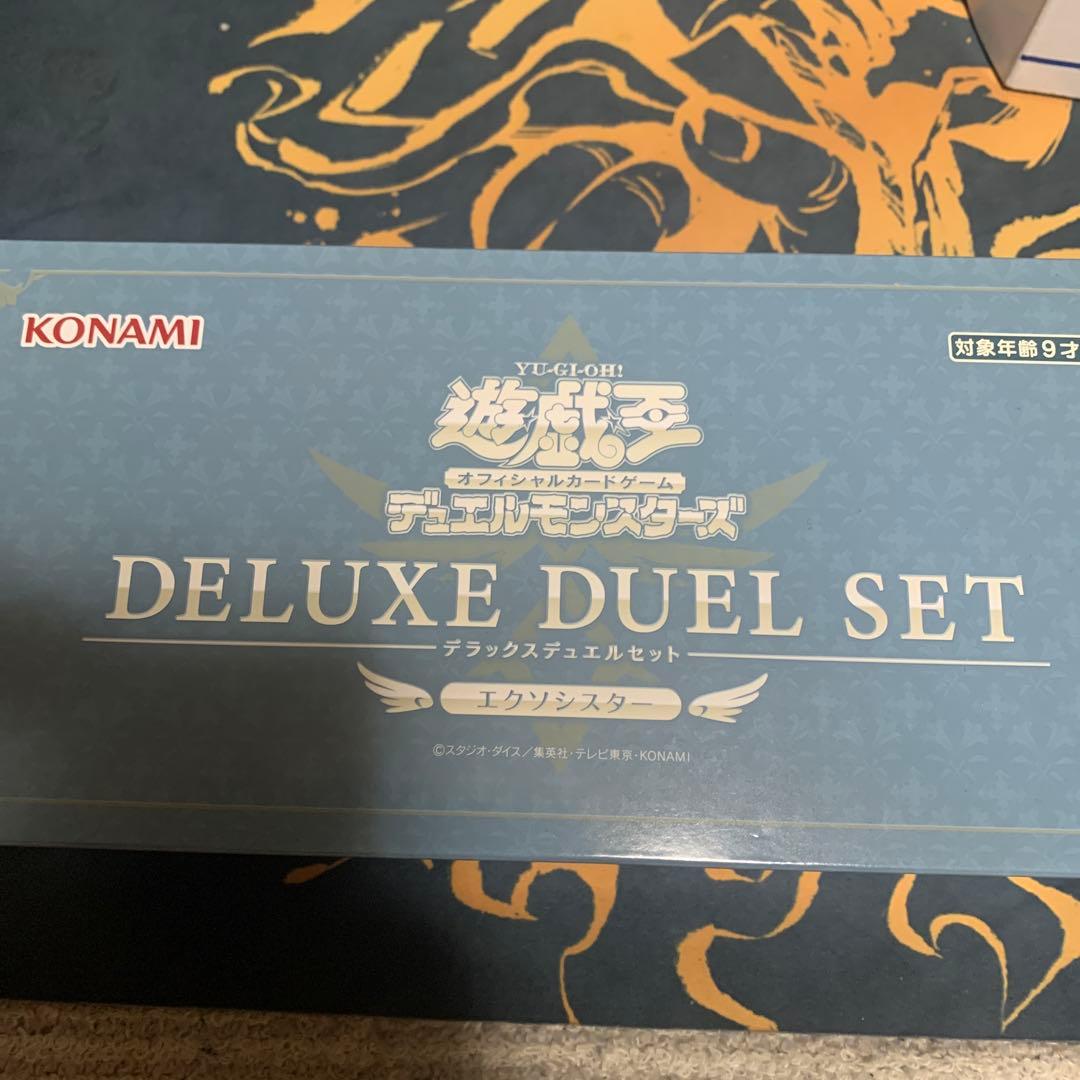 KONAMI
対象年齢9才
YU-GI-OH!
遊戯王
オフィシャルカードゲーム
デュエルモンスターズ
DELUXE DUEL SET
デラックスデュエルセット
エクソシスター
©スタジオ・ダイス／集英社・テレビ東京・KONAMI